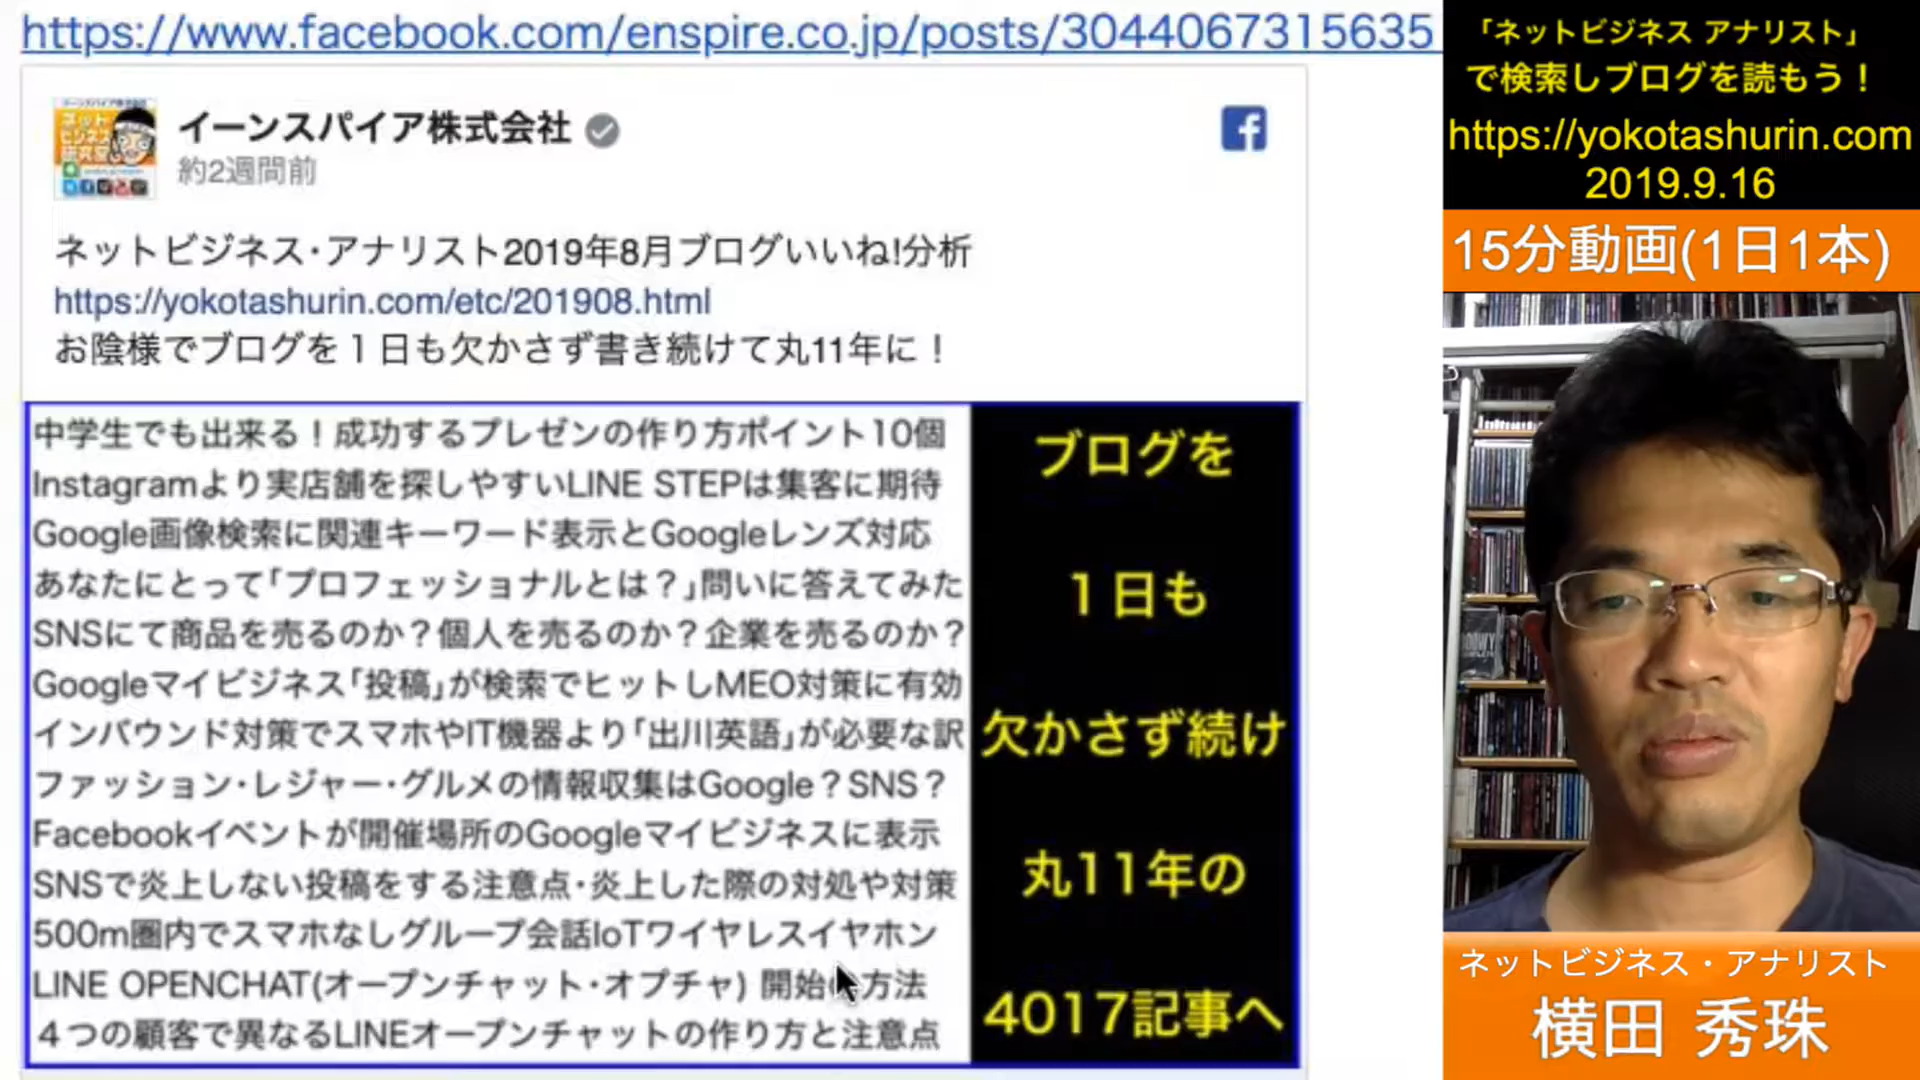 https://www.facebook.com/enspire.co.jp/posts/3044067315635
イーンスパイア株式会社
約2週間前
ネットビジネス･アナリスト2019年8月ブログいいね!分析
https://yokotashurin.com/etc/201908.html
お陰様でブログを１日も欠かさず書き続けて丸11年に！
中学生でも出来る！成功するプレゼンの作り方ポイント10個
Instagramより実店舗を探しやすいLINE STEPは集客に期待
Google画像検索に関連キーワード表示とGoogleレンズ対応
あなたにとって｢プロフェッショナルとは？｣問いに答えてみた
SNSにて商品を売るのか？個人を売るのか？企業を売るのか？
Googleマイビジネス｢投稿｣が検索でヒットしMEO対策に有効
インバウンド対策でスマホやIT機器より｢出川英語｣が必要な訳
ファッション･レジャー･グルメの情報収集はGoogle？SNS？
Facebookイベントが開催場所のGoogleマイビジネスに表示
SNSで炎上しない投稿をする注意点･炎上した際の対処や対策
500m圏内でスマホなしグループ会話IoTワイヤレスイヤホン
LINE OPENCHAT(オープンチャット･オプチャ) 開始の方法
４つの顧客で異なるLINEオープンチャットの作り方と注意点
ブログを
１日も
欠かさず続け
丸11年の
4017記事へ
「ネットビジネス アナリスト」
で検索しブログを読もう！
https://yokotashurin.com
2019.9.16
15分動画(1日1本)
ネットビジネス・アナリスト
横田 秀珠